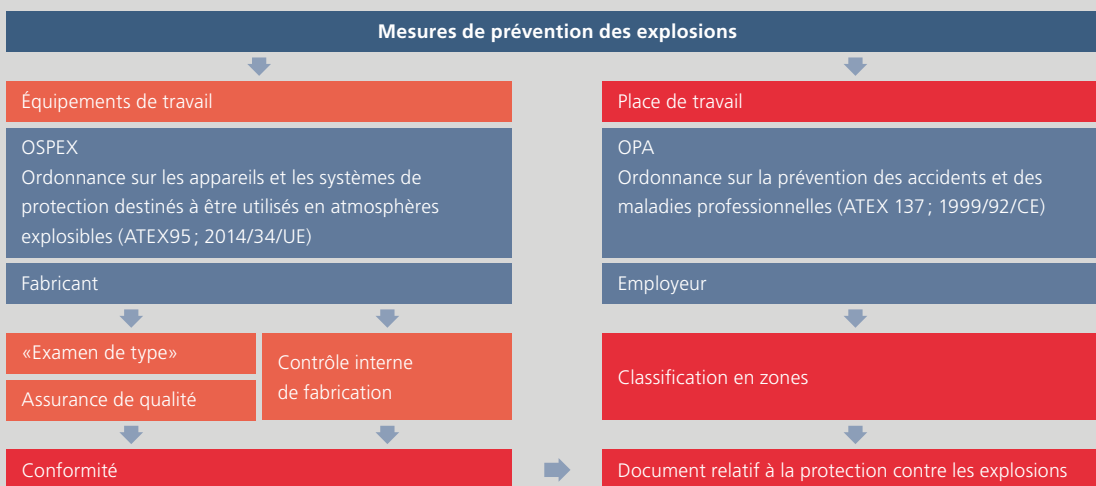 Mesures de prévention des explosions
Équipements de travail
OSPEX
Ordonnance sur les appareils et les systèmes de
protection destinés à être utilisés en atmosphères
explosibles (ATEX95 ; 2014/34/UE)
Fabricant
«Examen de type»
Assurance de qualité
Contrôle interne
de fabrication
Conformité
Place de travail
OPA
Ordonnance sur la prévention des accidents et des
maladies professionnelles (ATEX 137 ; 1999/92/CE)
Employeur
Classification en zones
Document relatif à la protection contre les explosions